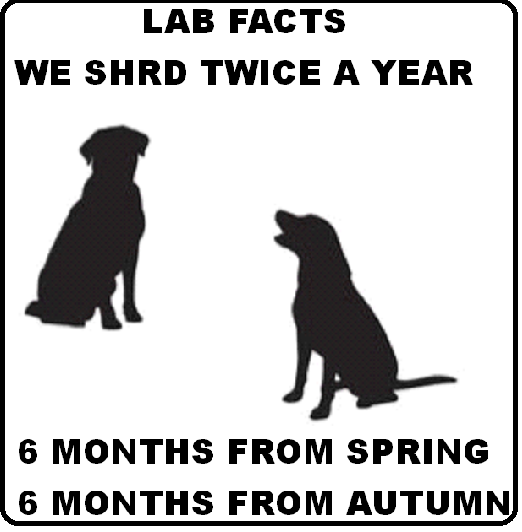 LAB FACTS
WE SHRD TWICE A YEAR
6 MONTHS FROM SPRING
6 MONTHS FROM AUTUMN